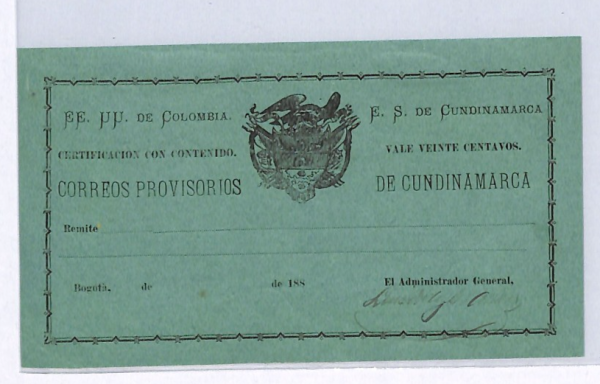 EE. UU. DE COLOMBIA.
E. S. DE CUNDINAMARCA
CERTIFICACION CON CONTENIDO.
VALE VEINTE CENTAVOS.
CORREOS PROVISORIOS
DE CUNDINAMARCA
Remite
Bogotá, de de 188
El Administrador General,